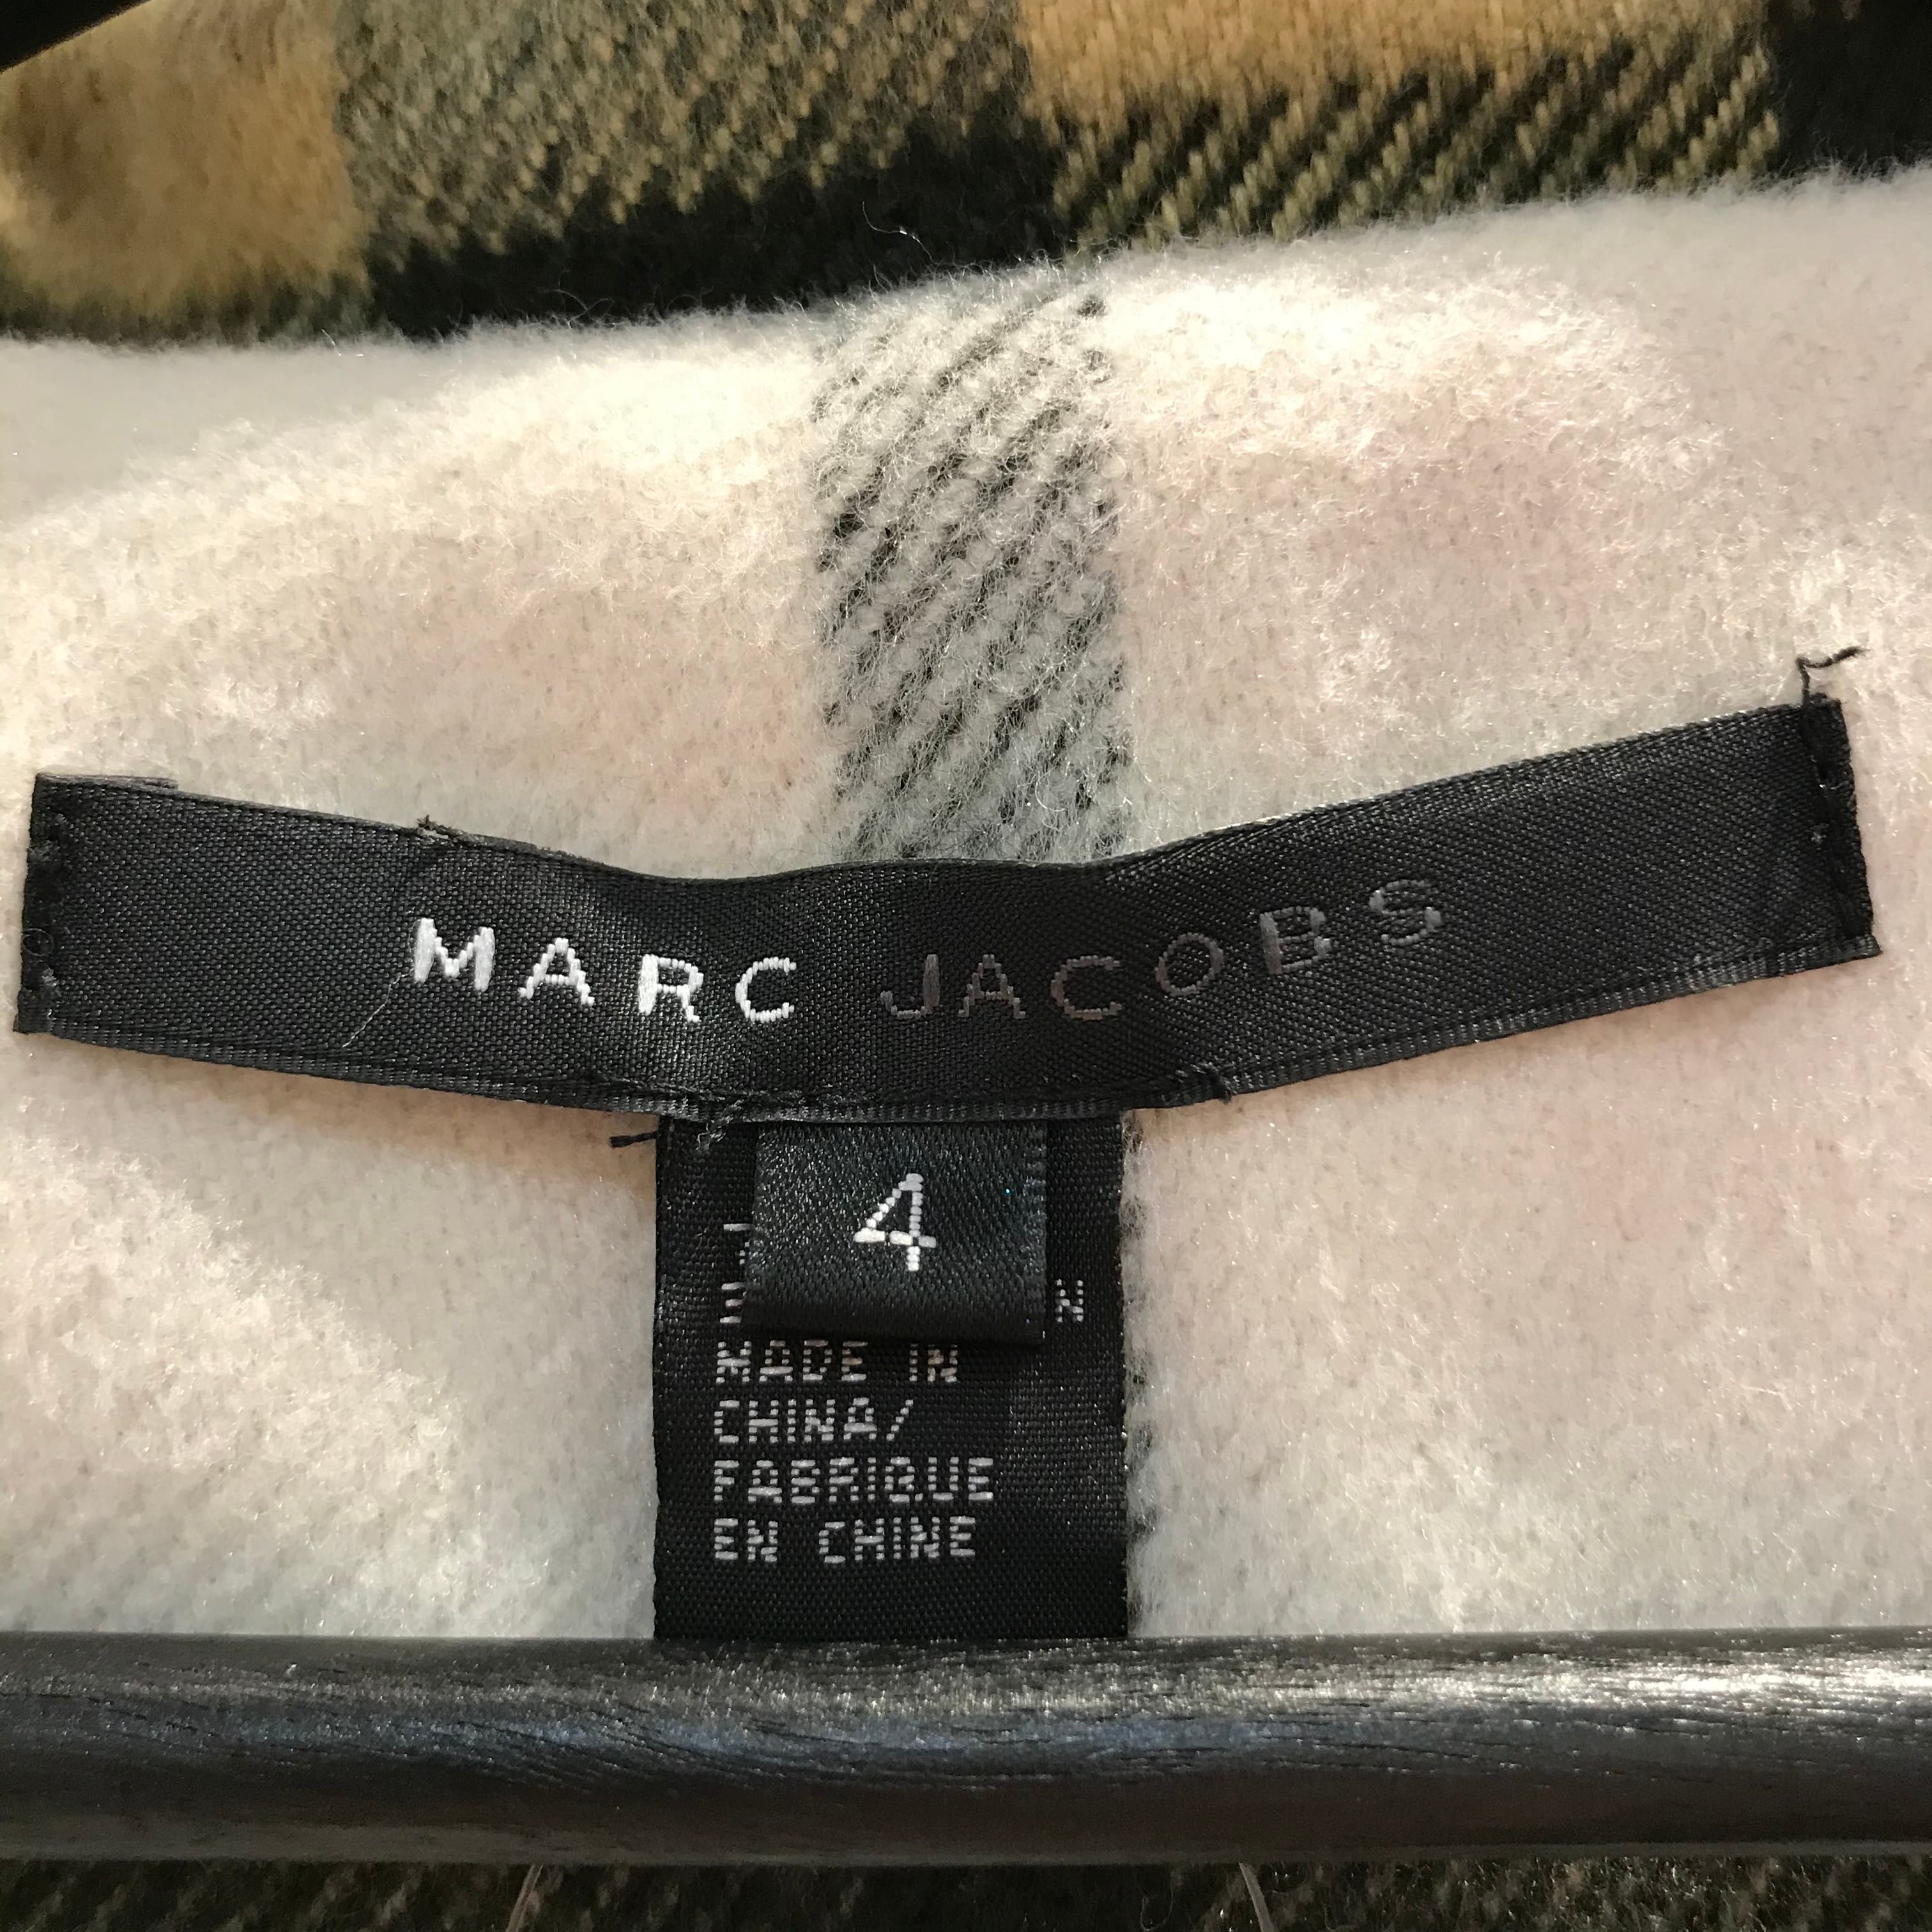 MARC JACOBS
4
N
MADE IN
CHINA/
FABRIQUE
EN CHINE